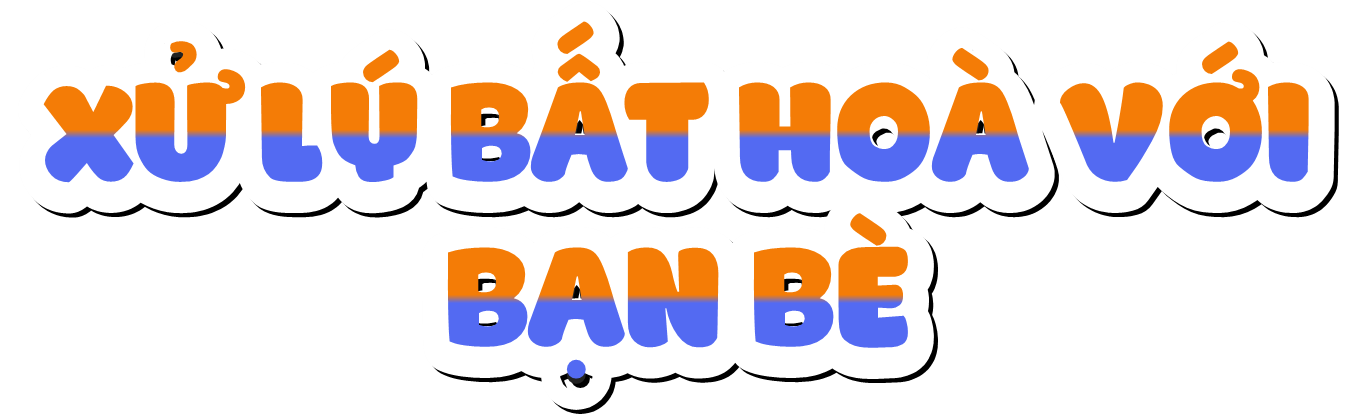 XỬ LÝ BẤT HOÀ VỚI
BẠN BÈ